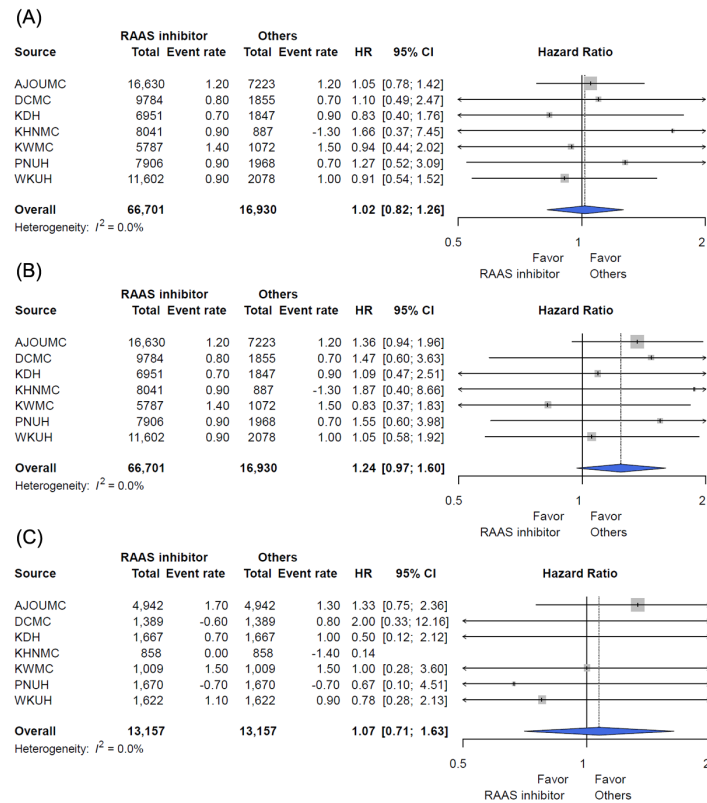 (A)
RAAS inhibitor Others
Source Total Event rate Total Event rate HR 95% CI Hazard Ratio
AJOUMC 16,630 1.20 7223 1.20 1.05 [0.78; 1.42]
DCMC 9784 0.80 1855 0.70 1.10 [0.49; 2.47]
KDH 6951 0.70 1847 0.90 0.83 [0.40; 1.76]
KHNMC 8041 0.90 887 -1.30 1.66 [0.37; 7.45]
KWMC 5787 1.40 1072 1.50 0.94 [0.44; 2.02]
PNUH 7906 0.90 1968 0.70 1.27 [0.52; 3.09]
WKUH 11,602 0.90 2078 1.00 0.91 [0.54; 1.52]
Overall 66,701 16,930 1.02 [0.82; 1.26]
Heterogeneity: I² = 0.0%
0.5 1 2
Favor Favor
RAAS inhibitor Others
(B)
RAAS inhibitor Others
Source Total Event rate Total Event rate HR 95% CI Hazard Ratio
AJOUMC 16,630 1.20 7223 1.20 1.36 [0.94; 1.96]
DCMC 9784 0.80 1855 0.70 1.47 [0.60; 3.63]
KDH 6951 0.70 1847 0.90 1.09 [0.47; 2.51]
KHNMC 8041 0.90 887 -1.30 1.87 [0.40; 8.66]
KWMC 5787 1.40 1072 1.50 0.83 [0.37; 1.83]
PNUH 7906 0.90 1968 0.70 1.55 [0.60; 3.98]
WKUH 11,602 0.90 2078 1.00 1.05 [0.58; 1.92]
Overall 66,701 16,930 1.24 [0.97; 1.60]
Heterogeneity: I² = 0.0%
0.5 1 2
Favor Favor
RAAS inhibitor Others
(C)
RAAS inhibitor Others
Source Total Event rate Total Event rate HR 95% CI Hazard Ratio
AJOUMC 4,942 1.70 4,942 1.30 1.33 [0.75; 2.36]
DCMC 1,389 -0.60 1,389 0.80 2.00 [0.33; 12.16]
KDH 1,667 0.70 1,667 1.00 0.50 [0.12; 2.12]
KHNMC 858 0.00 858 -1.40 0.14
KWMC 1,009 1.50 1,009 1.50 1.00 [0.28; 3.60]
PNUH 1,670 -0.70 1,670 -0.70 0.67 [0.10; 4.51]
WKUH 1,622 1.10 1,622 0.90 0.78 [0.28; 2.13]
Overall 13,157 13,157 1.07 [0.71; 1.63]
Heterogeneity: I² = 0.0%
0.5 1 2
Favor Favor
RAAS inhibitor Others